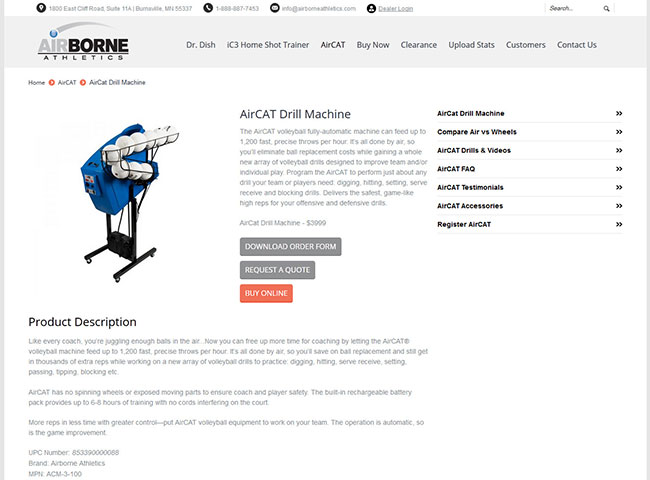 1800 East Cliff Road, Suite 11A | Burnsville, MN 55337 1-888-887-7453 info@airborneathletics.com Dealer Login Search...
AIRBORNE
ATHLETICS
Dr. Dish iC3 Home Shot Trainer AirCAT Buy Now Clearance Upload Stats Customers Contact Us
Home AirCAT AirCat Drill Machine
AirCAT Drill Machine
The AirCAT volleyball fully-automatic machine can feed up to
1,200 fast, precise throws per hour. It's all done by air, so
you'll eliminate ball replacement costs while gaining a whole
new array of volleyball drills designed to improve team and/or
individual play. Program the AirCAT to perform just about any
drill your team or players need: digging, hitting, setting, serve
receive and blocking drills. Delivers the safest, game-like
high reps for your offensive and defensive drills.
AirCat Drill Machine - $3999
DOWNLOAD ORDER FORM
REQUEST A QUOTE
BUY ONLINE
AirCat Drill Machine »
Compare Air vs Wheels »
AirCAT Drills & Videos »
AirCAT FAQ »
AirCAT Testimonials »
AirCAT Accessories »
Register AirCAT »
Product Description
Like every coach, you're juggling enough balls in the air...Now you can free up more time for coaching by letting the AirCAT®
volleyball machine feed up to 1,200 fast, precise throws per hour. It's all done by air, so you'll save on ball replacement and still get
in thousands of extra reps while working on a new array of volleyball drills to practice: digging, hitting, serve receive, setting,
passing, tipping, blocking etc.
AirCAT has no spinning wheels or exposed moving parts to ensure coach and player safety. The built-in rechargeable battery
pack provides up to 6-8 hours of training with no cords interfering on the court.
More reps in less time with greater control—put AirCAT volleyball equipment to work on your team. The operation is automatic, so
is the game improvement.
UPC Number: 853390000088
Brand: Airborne Athletics
MPN: ACM-3-100